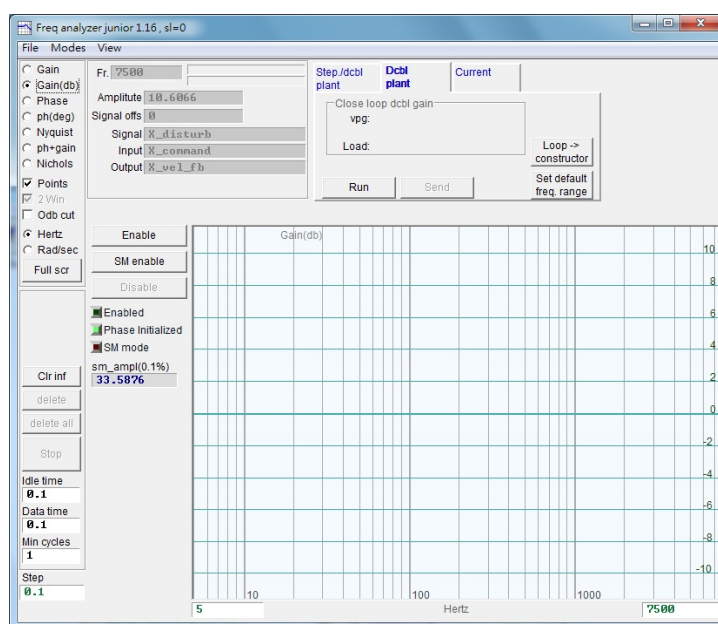 Freq analyzer junior 1.16 , sl=0
File Modes View
Gain
Gain(db)
Phase
ph(deg)
Nyquist
ph+gain
Nichols
Points
2 Win
Odb cut
Hertz
Rad/sec
Full scr
Fr. 7500
Amplitute 10.6066
Signal offs 0
Signal X_disturb
Input X_command
Output X_vel_fb
Step./dcbl plant
Dcbl plant
Current
Close loop dcbl gain
vpg:
Load:
Run
Send
Loop -> constructor
Set default freq. range
Enable
SM enable
Disable
Enabled
Phase Initialized
SM mode
sm_ampl(0.1%)
33.5876
Clr inf
delete
delete all
Stop
Idle time
0.1
Data time
0.1
Min cycles
1
Step
0.1
Gain(db)
10
8
6
4
2
0
-2
-4
-6
-8
-10
10 100 1000
5 Hertz 7500